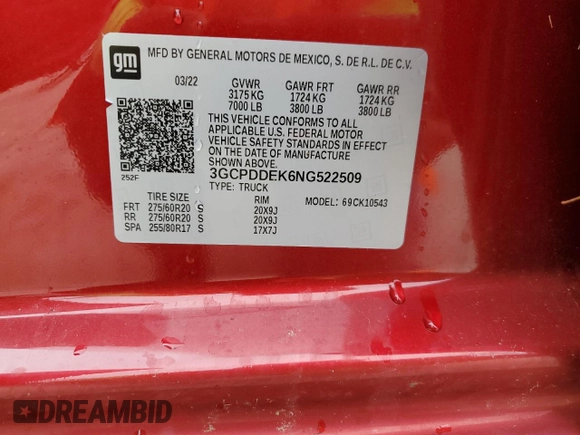 gm
MFD BY GENERAL MOTORS DE MEXICO, S. DE R.L. DE C.V.
03/22 GVWR GAWR FRT GAWR RR
3175 KG 1724 KG 1724 KG
7000 LB 3800 LB 3800 LB
THIS VEHICLE CONFORMS TO ALL
APPLICABLE U.S. FEDERAL MOTOR
VEHICLE SAFETY STANDARDS IN EFFECT
ON THE DATE OF MANUFACTURE
SHOWN ABOVE.
3GCPDDEK6NG522509
TYPE: TRUCK
252F
TIRE SIZE RIM MODEL: 69CK10543
FRT 275/60R20 S 20X9J
RR 275/60R20 S 20X9J
SPA 255/80R17 S 17X7J
DREAMBID